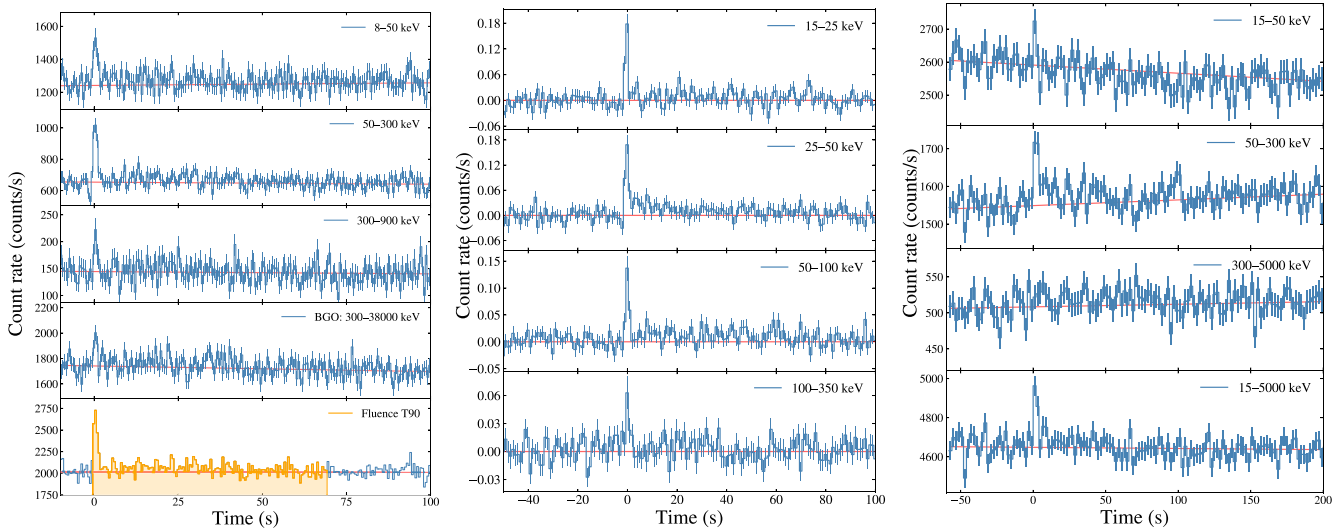 8–50 keV
1600
1400
1200
50–300 keV
1000
800
600
300–900 keV
250
200
150
100
BGO: 300–38000 keV
2200
2000
1800
1600
Fluence T90
2750
2500
2250
2000
1750
0 25 50 75 100
Time (s)
Count rate (counts/s)
15–25 keV
0.18
0.12
0.06
0.00
−0.06
25–50 keV
0.18
0.12
0.06
0.00
−0.06
50–100 keV
0.15
0.10
0.05
0.00
−0.05
100–350 keV
0.06
0.03
0.00
−0.03
−40 −20 0 20 40 60 80 100
Time (s)
Count rate (counts/s)
15–50 keV
2700
2600
2500
50–300 keV
1700
1600
1500
300–5000 keV
550
500
450
15–5000 keV
5000
4800
4600
−50 0 50 100 150 200
Time (s)
Count rate (counts/s)